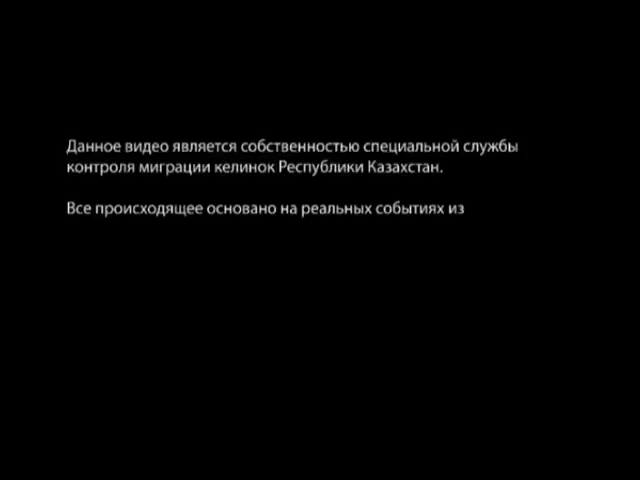 Данное видео является собственностью специальной службы
контроля миграции келинок Республики Казахстан.
Все происходящее основано на реальных событиях из